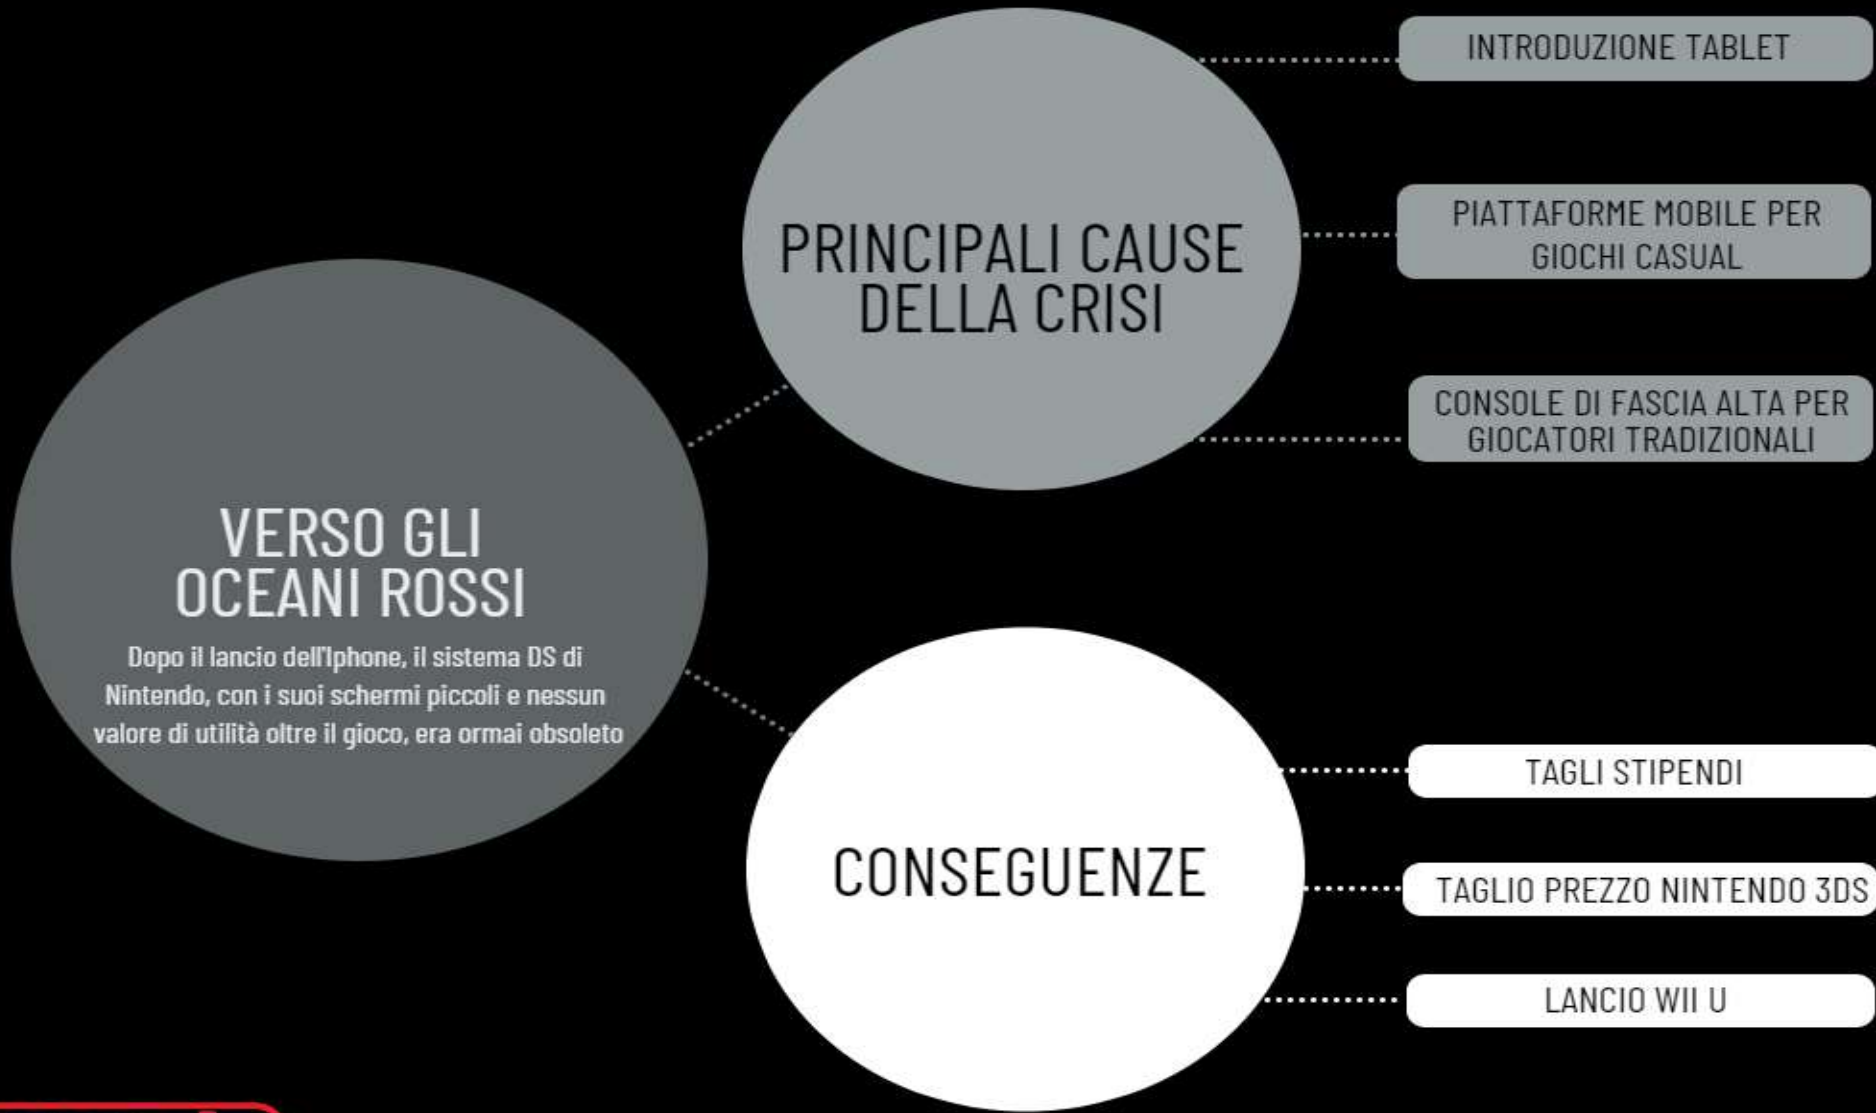 VERSO GLI
OCEANI ROSSI
Dopo il lancio dell'Iphone, il sistema DS di
Nintendo, con i suoi schermi piccoli e nessun
valore di utilità oltre il gioco, era ormai obsoleto
PRINCIPALI CAUSE
DELLA CRISI
INTRODUZIONE TABLET
PIATTAFORME MOBILE PER
GIOCHI CASUAL
CONSOLE DI FASCIA ALTA PER
GIOCATORI TRADIZIONALI
CONSEGUENZE
TAGLI STIPENDI
TAGLIO PREZZO NINTENDO 3DS
LANCIO WII U